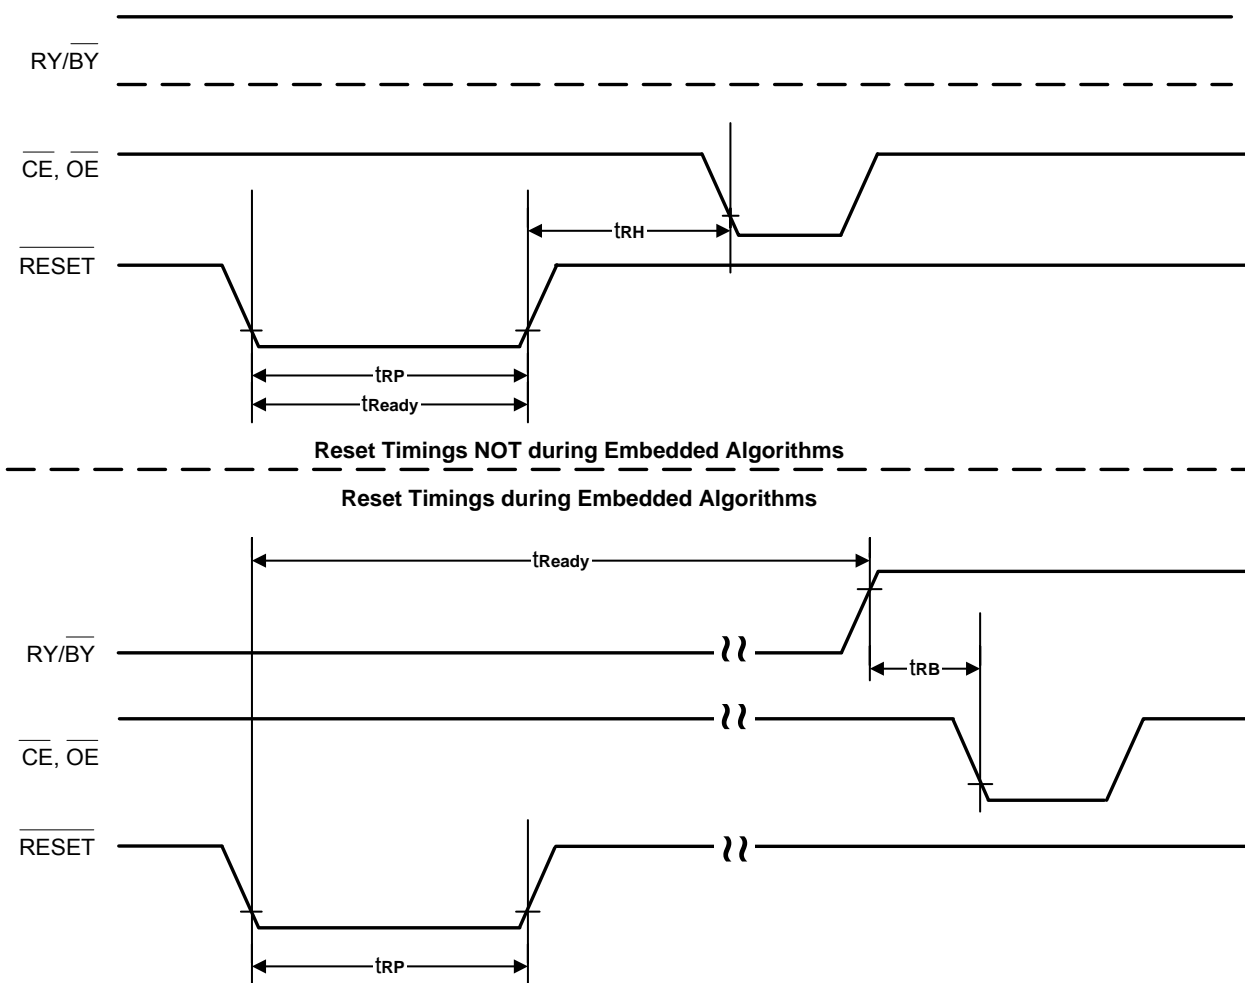 RY/BY
CE, OE
tRH
RESET
tRP
tReady
Reset Timings NOT during Embedded Algorithms
Reset Timings during Embedded Algorithms
tReady
RY/BY
tRB
CE, OE
RESET
tRP